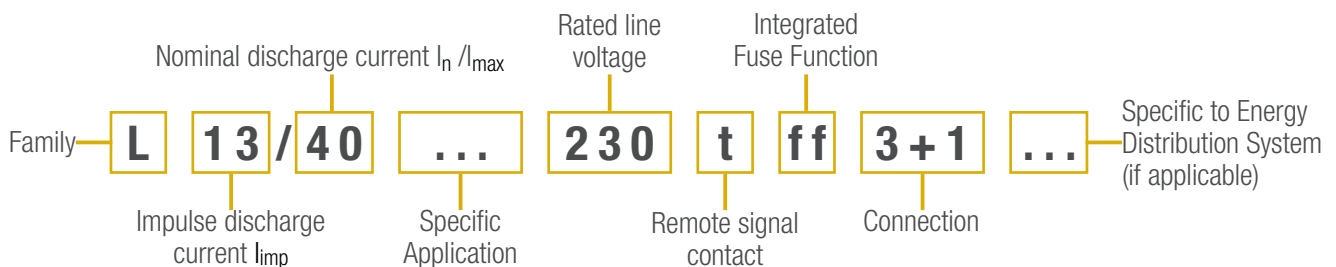 Nominal discharge current In /Imax
Rated line
voltage
Integrated
Fuse Function
Family
L 13/40 ... 230 t ff 3+1 ...
Specific to Energy
Distribution System
(if applicable)
Impulse discharge
current Iimp
Specific
Application
Remote signal
contact
Connection